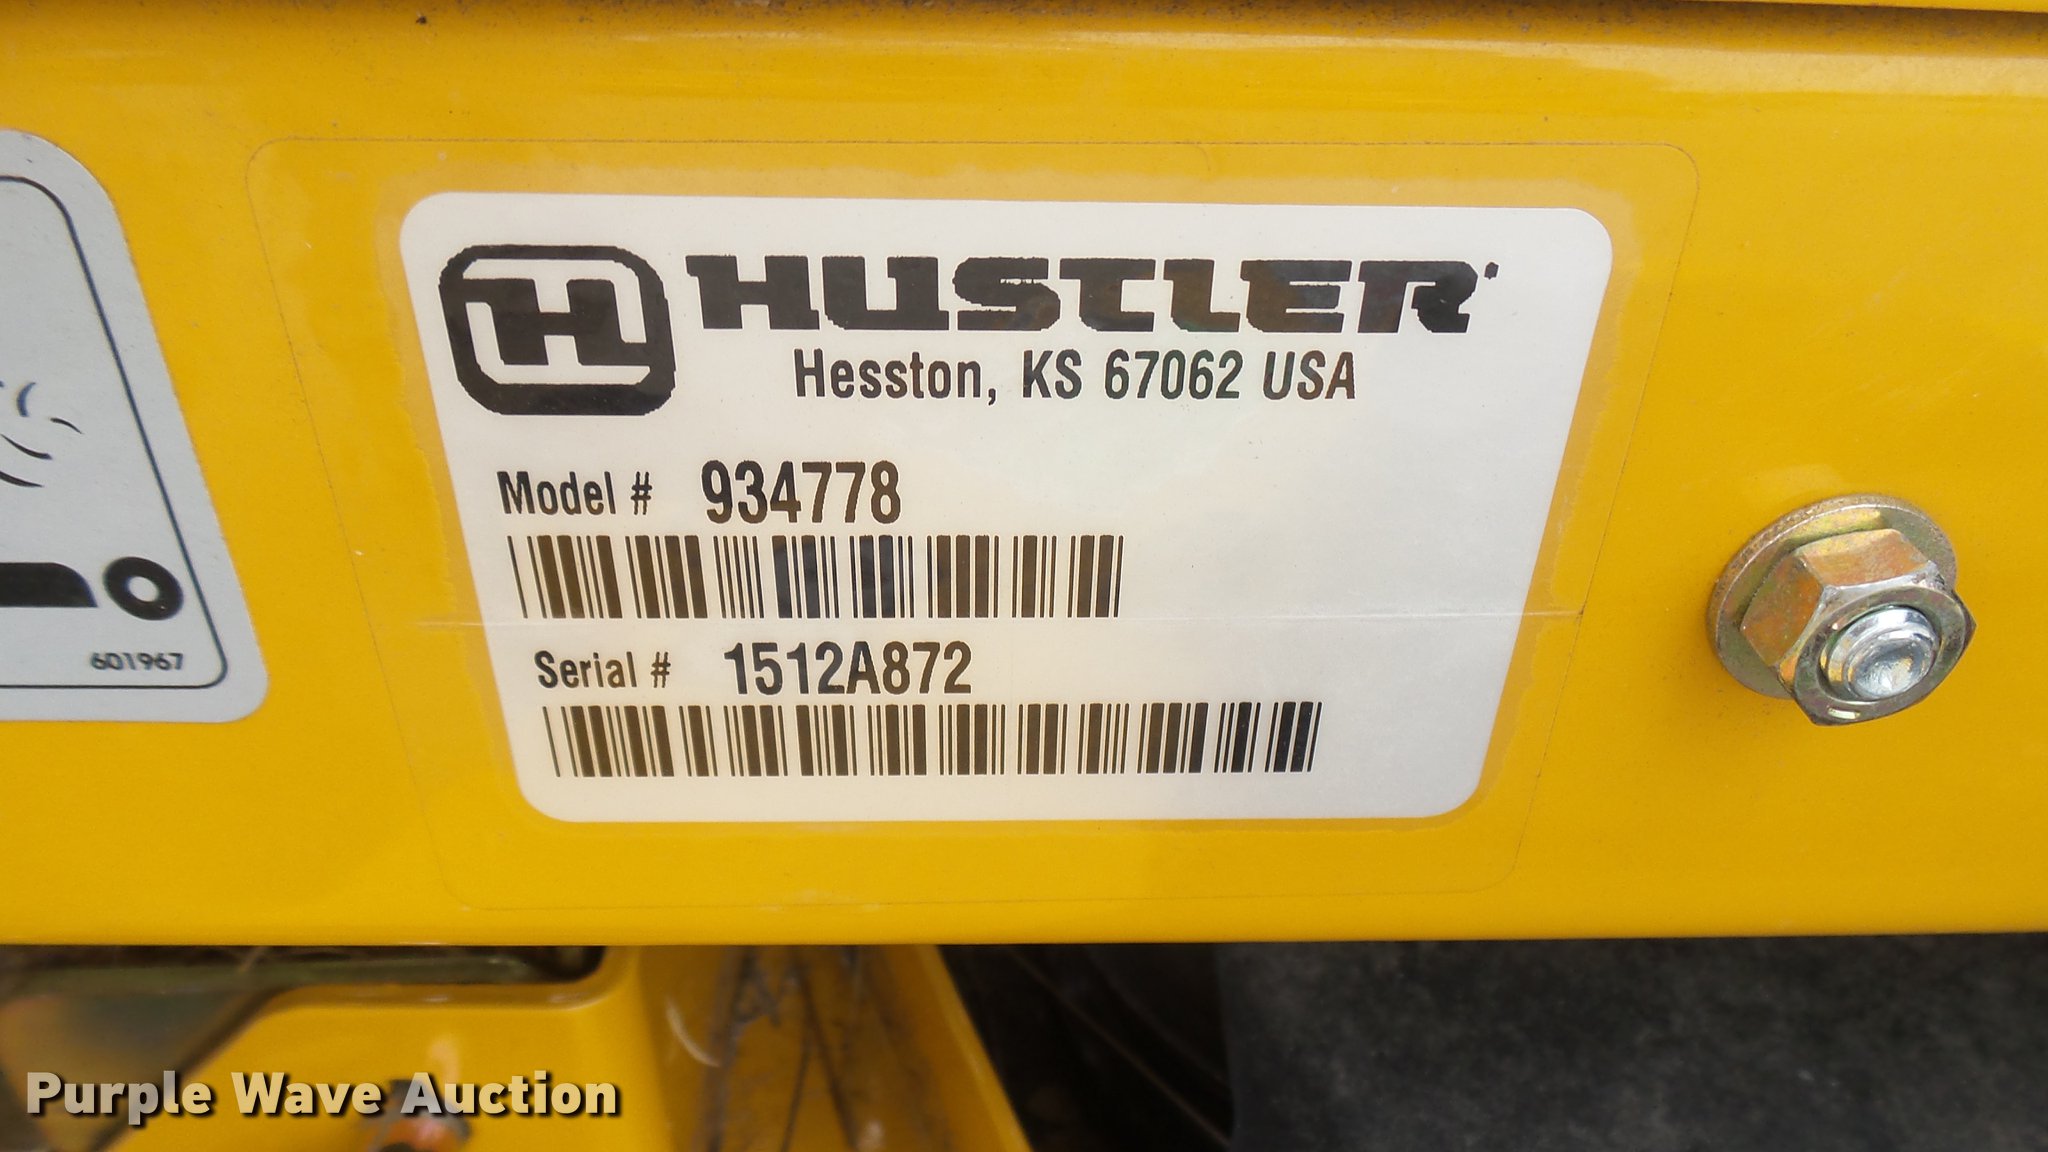 H HUSTLER
Hesston, KS 67062 USA
Model # 934778
Serial # 1512A872
601967
Purple Wave Auction